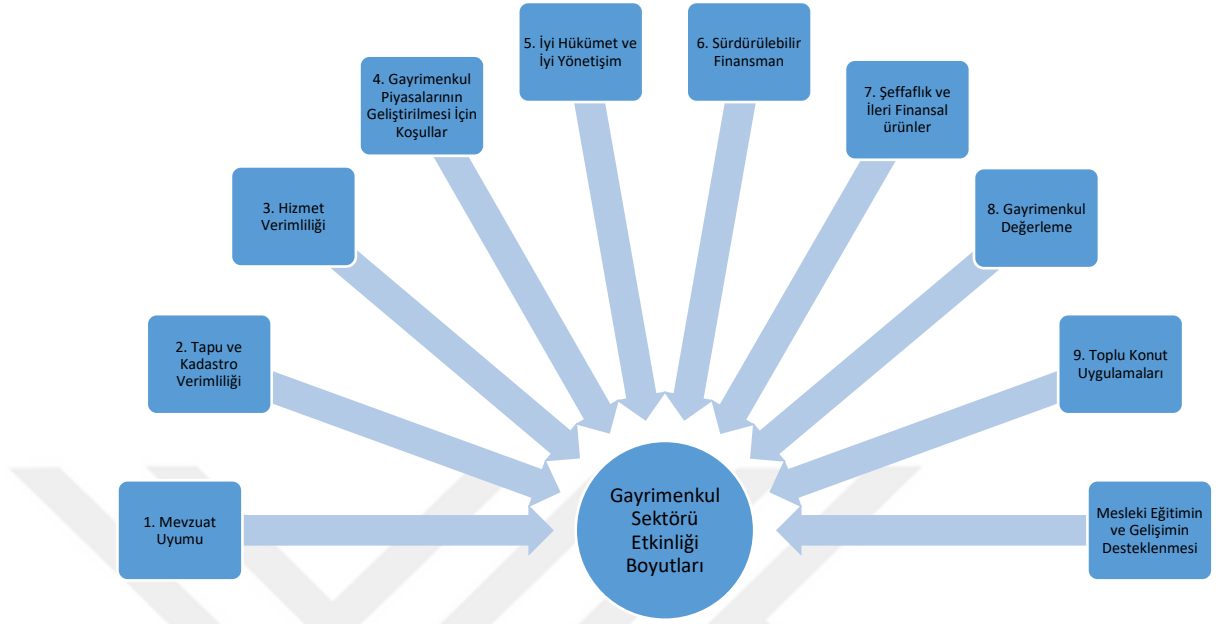 1. Mevzuat
Uyumu
2. Tapu ve
Kadastro
Verimliliği
3. Hizmet
Verimliliği
4. Gayrimenkul
Piyasalarının
Geliştirilmesi İçin
Koşullar
5. İyi Hükümet ve
İyi Yönetişim
6. Sürdürülebilir
Finansman
7. Şeffaflık ve
İleri Finansal
ürünler
8. Gayrimenkul
Değerleme
9. Toplu Konut
Uygulamaları
Mesleki Eğitimin
ve Gelişimin
Desteklenmesi
Gayrimenkul
Sektörü
Etkinliği
Boyutları